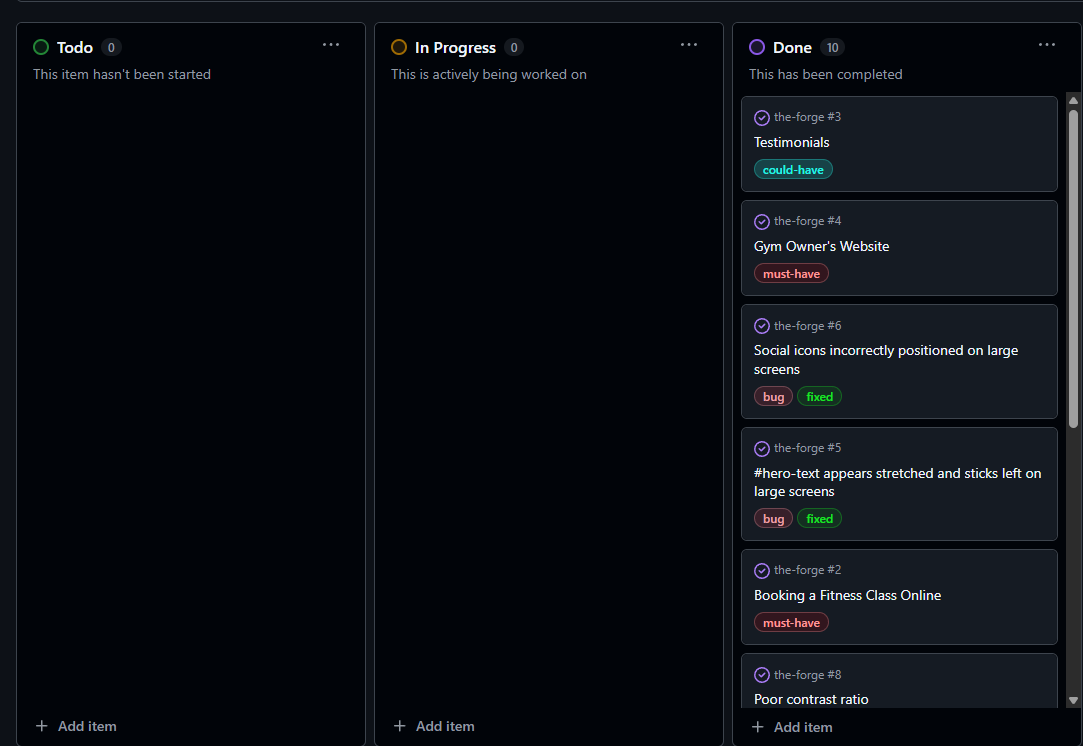 Todo 0
This item hasn't been started
Add item
In Progress 0
This is actively being worked on
Add item
Done 10
This has been completed
the-forge #3
Testimonials
could-have
the-forge #4
Gym Owner's Website
must-have
the-forge #6
Social icons incorrectly positioned on large
screens
bug fixed
the-forge #5
#hero-text appears stretched and sticks left on
large screens
bug fixed
the-forge #2
Booking a Fitness Class Online
must-have
the-forge #8
Poor contrast ratio
Add item